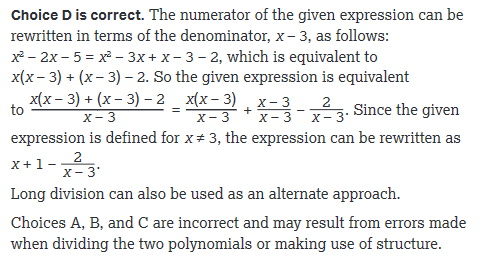 Choice D is correct. The numerator of the given expression can be
rewritten in terms of the denominator, x – 3, as follows:
x² – 2x – 5 = x² – 3x + x – 3 – 2, which is equivalent to
x(x – 3) + (x – 3) – 2. So the given expression is equivalent
to \frac{x(x – 3) + (x – 3) – 2}{x – 3} = \frac{x(x – 3)}{x – 3} + \frac{x – 3}{x – 3} – \frac{2}{x – 3}. Since the given
expression is defined for x ≠ 3, the expression can be rewritten as
x + 1 – \frac{2}{x – 3}.
Long division can also be used as an alternate approach.
Choices A, B, and C are incorrect and may result from errors made
when dividing the two polynomials or making use of structure.